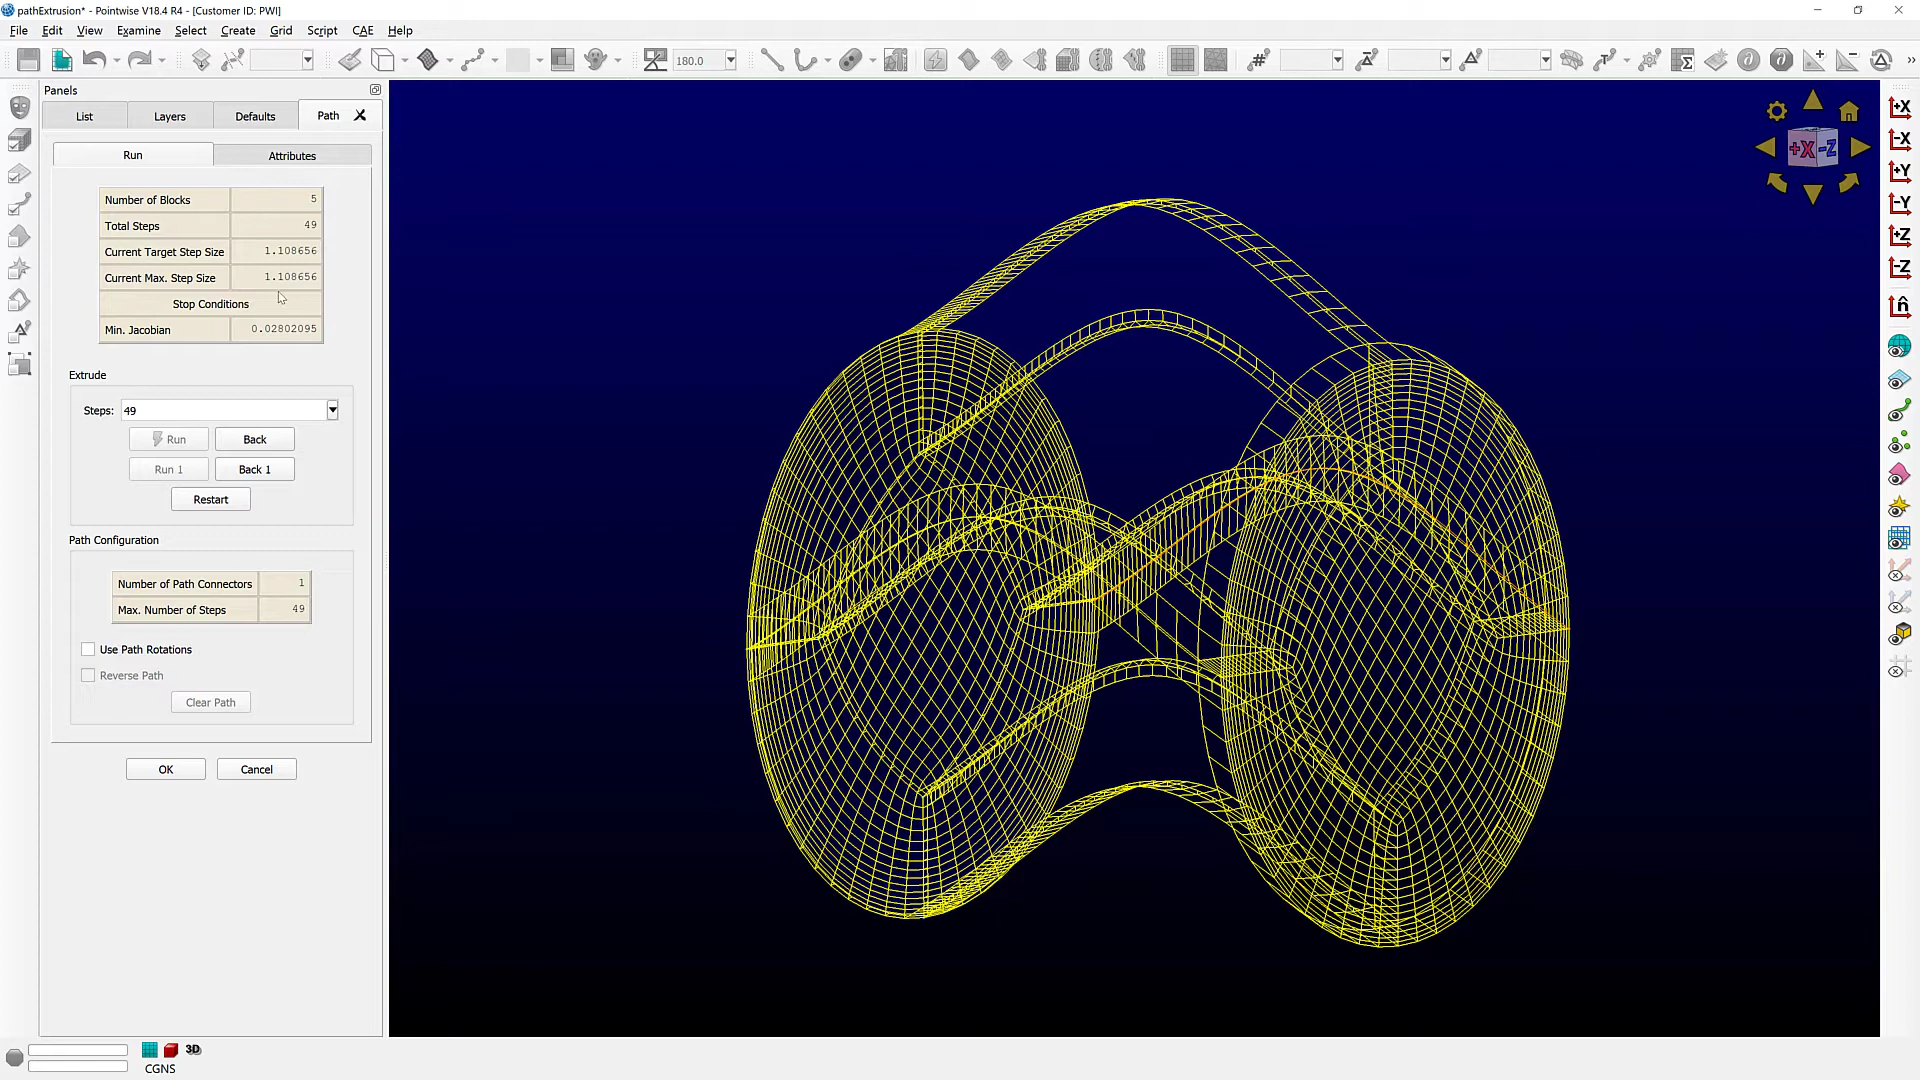 pathExtrusion* - Pointwise V18.4 R4 - [Customer ID: PWI]
File Edit View Examine Select Create Grid Script CAE Help
180.0
Panels
List Layers Defaults Path
Run Attributes
Number of Blocks 5
Total Steps 49
Current Target Step Size 1.108656
Current Max. Step Size 1.108656
Stop Conditions
Min. Jacobian 0.02802095
Extrude
Steps: 49
Run Back
Run 1 Back 1
Restart
Path Configuration
Number of Path Connectors 1
Max. Number of Steps 49
Use Path Rotations
Reverse Path
Clear Path
OK Cancel
3D
CGNS
+X -Z
+X
-X
+Y
-Y
+Z
-Z
n̂